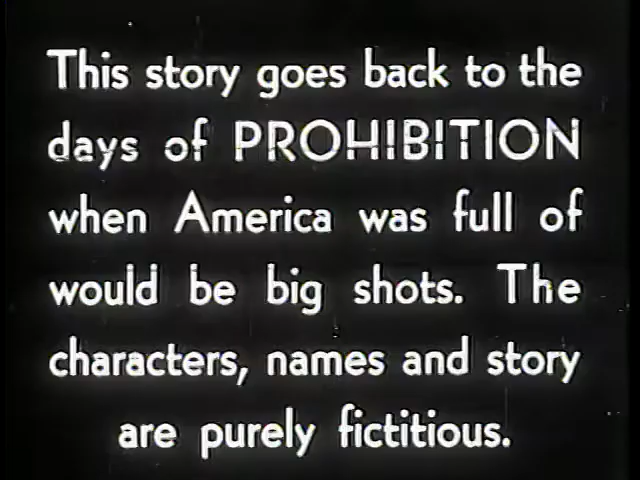 This story goes back to the
days of PROHIBITION
when America was full of
would be big shots. The
characters, names and story
are purely fictitious.